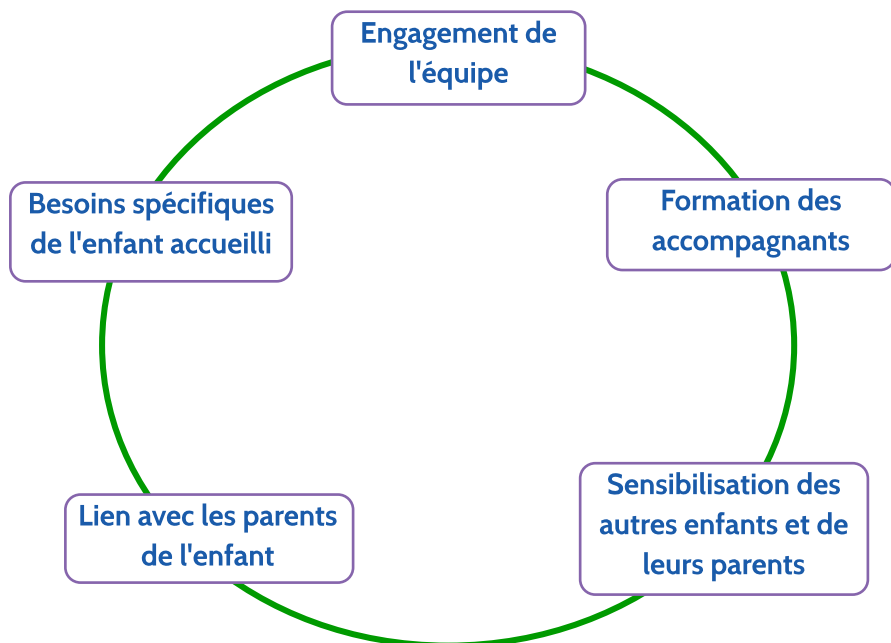 Engagement de
l'équipe
Besoins spécifiques
de l'enfant accueilli
Formation des
accompagnants
Lien avec les parents
de l'enfant
Sensibilisation des
autres enfants et de
leurs parents